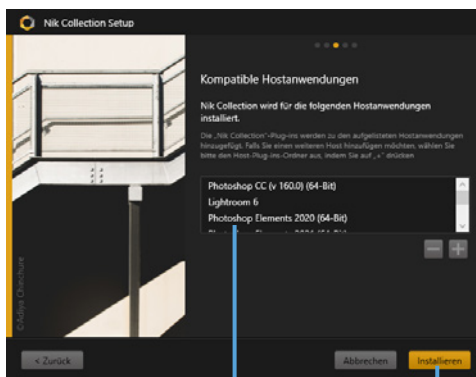 Nik Collection Setup
Kompatible Hostanwendungen
Nik Collection wird für die folgenden Hostanwendungen
installiert.
Die „Nik Collection"-Plug-ins werden zu den aufgelisteten Hostanwendungen
hinzugefügt. Falls Sie einen weiteren Host hinzufügen möchten, wählen Sie
bitte den Host-Plug-ins-Ordner aus, indem Sie auf „+" drücken
Photoshop CC (v 160.0) (64-Bit)
Lightroom 6
Photoshop Elements 2020 (64-Bit)
©Aditya Chinchure
< Zurück
Abbrechen
Installieren